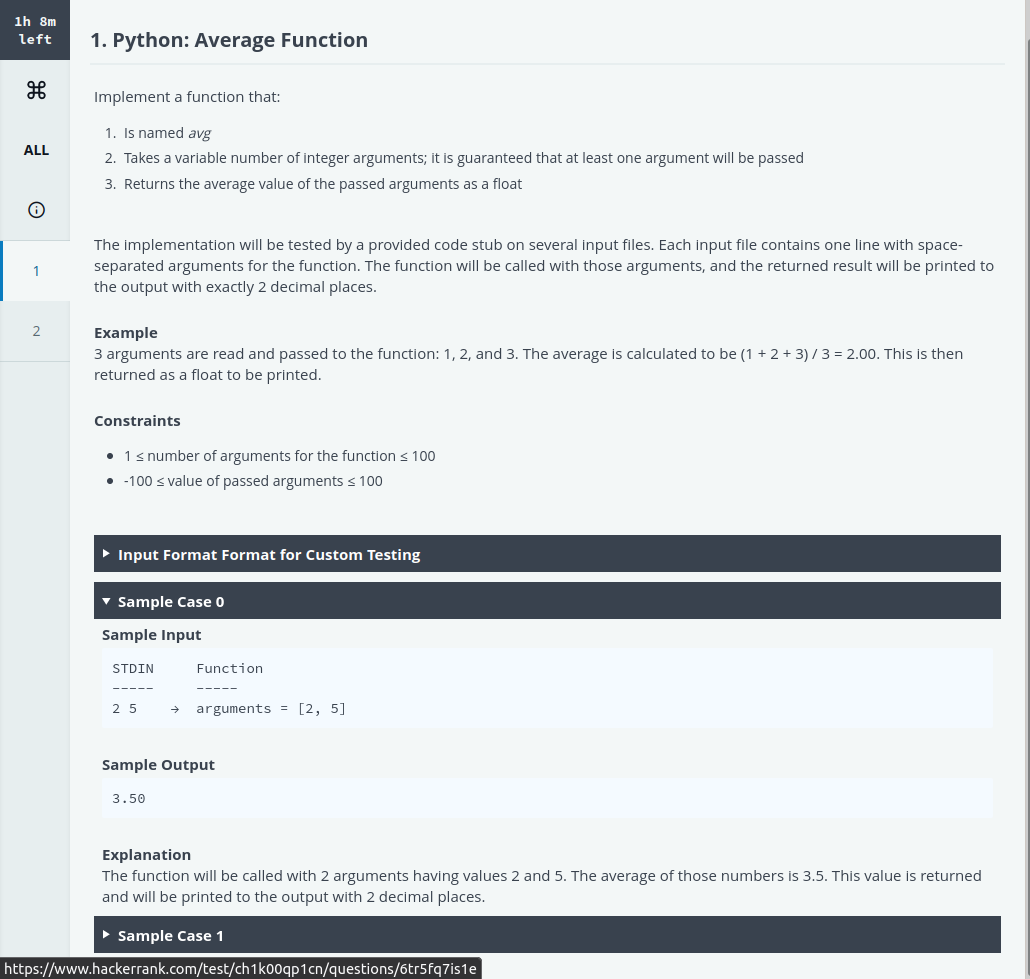 1h 8m
left
⌘
ALL
1
2
1. Python: Average Function
Implement a function that:
1. Is named avg
2. Takes a variable number of integer arguments; it is guaranteed that at least one argument will be passed
3. Returns the average value of the passed arguments as a float
The implementation will be tested by a provided code stub on several input files. Each input file contains one line with space-
separated arguments for the function. The function will be called with those arguments, and the returned result will be printed to
the output with exactly 2 decimal places.
Example
3 arguments are read and passed to the function: 1, 2, and 3. The average is calculated to be (1 + 2 + 3) / 3 = 2.00. This is then
returned as a float to be printed.
Constraints
• 1 ≤ number of arguments for the function ≤ 100
• -100 ≤ value of passed arguments ≤ 100
Input Format Format for Custom Testing
Sample Case 0
Sample Input
STDIN     Function
-----     -----
2 5    →  arguments = [2, 5]
Sample Output
3.50
Explanation
The function will be called with 2 arguments having values 2 and 5. The average of those numbers is 3.5. This value is returned
and will be printed to the output with 2 decimal places.
Sample Case 1
https://www.hackerrank.com/test/ch1k00qp1cn/questions/6tr5fq7is1e